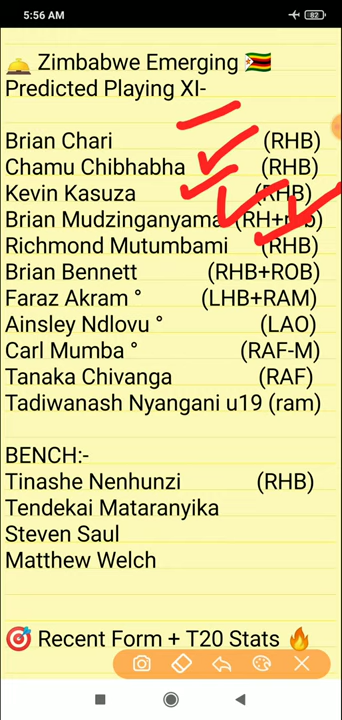 5:56 AM 82
🛎️ Zimbabwe Emerging 🇿🇼
Predicted Playing XI-
Brian Chari (RHB)
Chamu Chibhabha (RHB)
Kevin Kasuza (RHB)
Brian Mudzinganyama (RH+rob)
Richmond Mutumbami (RHB)
Brian Bennett (RHB+ROB)
Faraz Akram ° (LHB+RAM)
Ainsley Ndlovu ° (LAO)
Carl Mumba ° (RAF-M)
Tanaka Chivanga (RAF)
Tadiwanash Nyangani u19 (ram)
BENCH:-
Tinashe Nenhunzi (RHB)
Tendekai Mataranyika
Steven Saul
Matthew Welch
🎯 Recent Form + T20 Stats 🔥